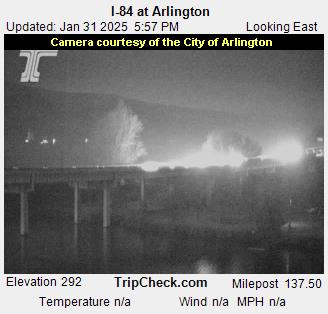 I-84 at Arlington
Updated: Jan 31 2025 5:57 PM Looking East
Camera courtesy of the City of Arlington
Elevation 292 TripCheck.com Milepost 137.50
Temperature n/a Wind n/a MPH n/a